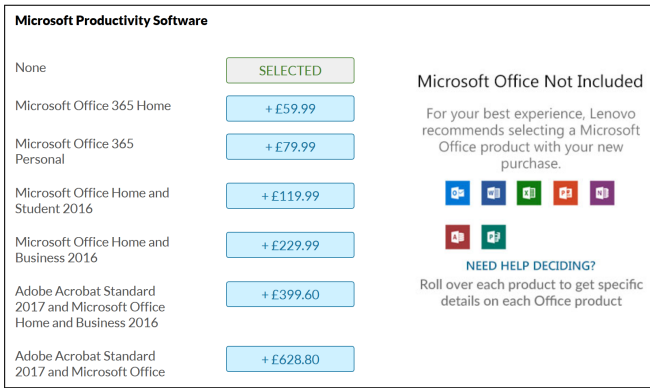 Microsoft Productivity Software
None
SELECTED
Microsoft Office 365 Home
+ £59.99
Microsoft Office 365
Personal
+ £79.99
Microsoft Office Home and
Student 2016
+ £119.99
Microsoft Office Home and
Business 2016
+ £229.99
Adobe Acrobat Standard
2017 and Microsoft Office
Home and Business 2016
+ £399.60
Adobe Acrobat Standard
2017 and Microsoft Office
+ £628.80
Microsoft Office Not Included
For your best experience, Lenovo
recommends selecting a Microsoft
Office product with your new
purchase.
NEED HELP DECIDING?
Roll over each product to get specific
details on each Office product